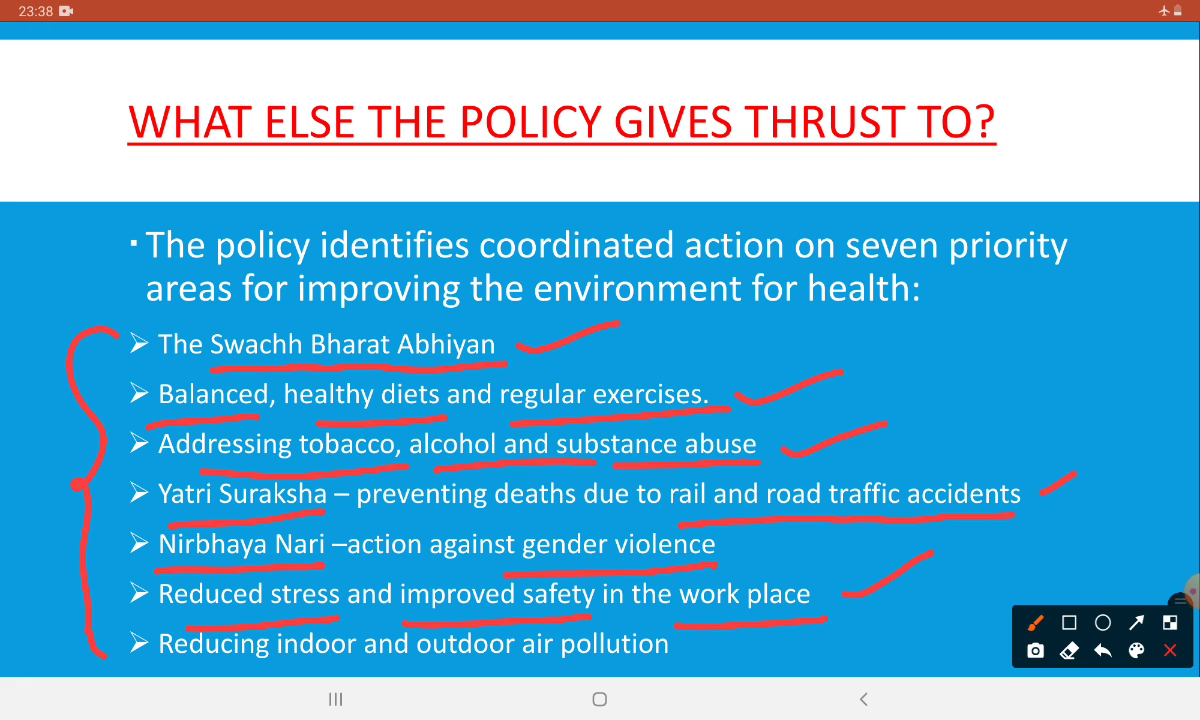 23:38
WHAT ELSE THE POLICY GIVES THRUST TO?
▪ The policy identifies coordinated action on seven priority
areas for improving the environment for health:
➢ The Swachh Bharat Abhiyan
➢ Balanced, healthy diets and regular exercises.
➢ Addressing tobacco, alcohol and substance abuse
➢ Yatri Suraksha – preventing deaths due to rail and road traffic accidents
➢ Nirbhaya Nari –action against gender violence
➢ Reduced stress and improved safety in the work place
➢ Reducing indoor and outdoor air pollution